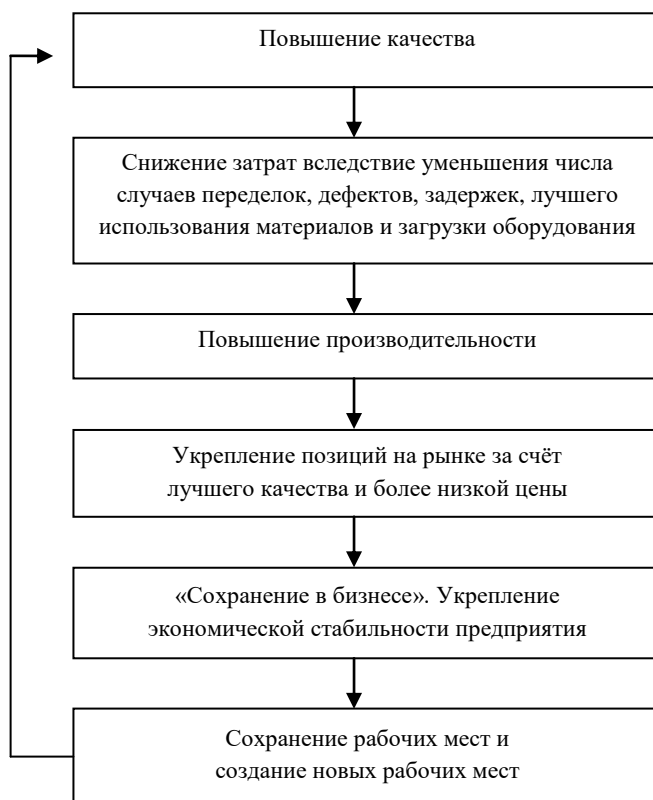 Повышение качества
Снижение затрат вследствие уменьшения числа
случаев переделок, дефектов, задержек, лучшего
использования материалов и загрузки оборудования
Повышение производительности
Укрепление позиций на рынке за счёт
лучшего качества и более низкой цены
«Сохранение в бизнесе». Укрепление
экономической стабильности предприятия
Сохранение рабочих мест и
создание новых рабочих мест